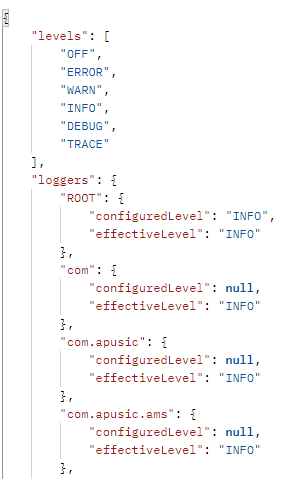 {
    "levels": [
        "OFF",
        "ERROR",
        "WARN",
        "INFO",
        "DEBUG",
        "TRACE"
    ],
    "loggers": {
        "ROOT": {
            "configuredLevel": "INFO",
            "effectiveLevel": "INFO"
        },
        "com": {
            "configuredLevel": null,
            "effectiveLevel": "INFO"
        },
        "com.apusic": {
            "configuredLevel": null,
            "effectiveLevel": "INFO"
        },
        "com.apusic.ams": {
            "configuredLevel": null,
            "effectiveLevel": "INFO"
        },